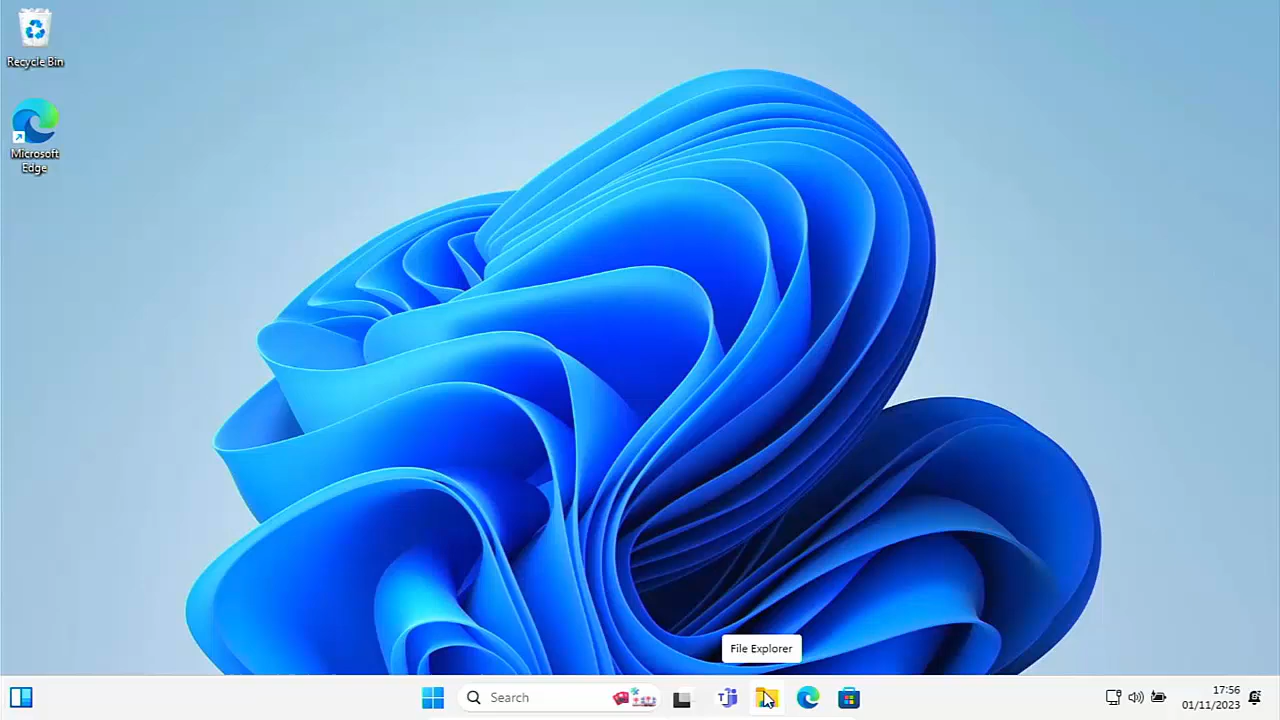 Recycle Bin
Microsoft
Edge
File Explorer
Search
17:56
01/11/2023